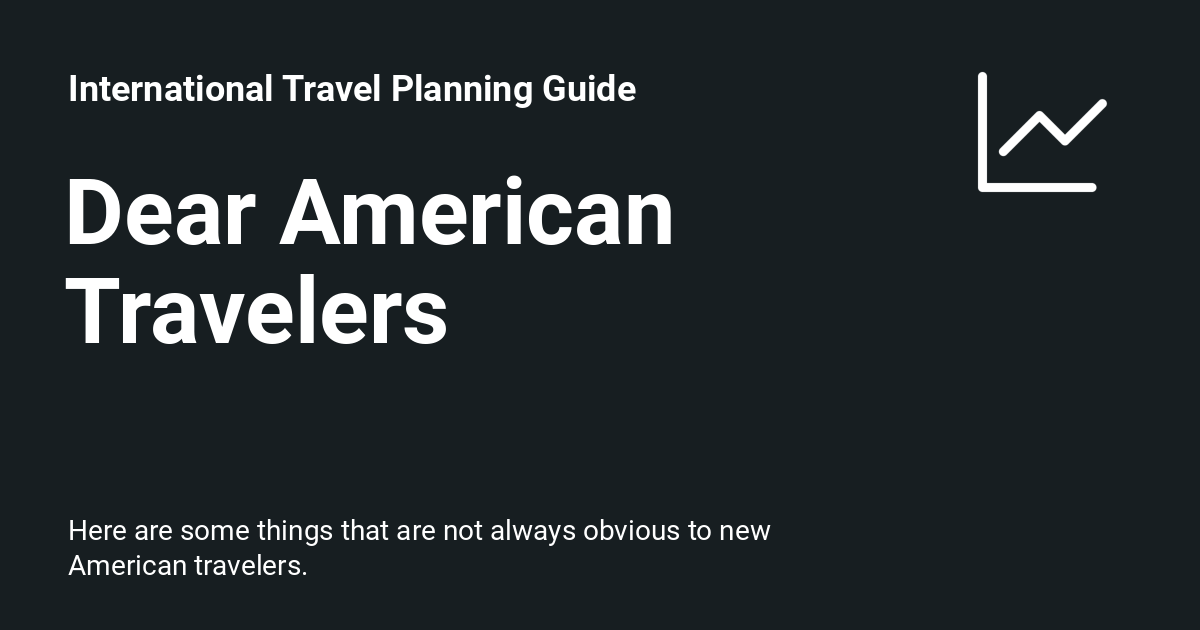 International Travel Planning Guide
Dear American
Travelers
Here are some things that are not always obvious to new
American travelers.